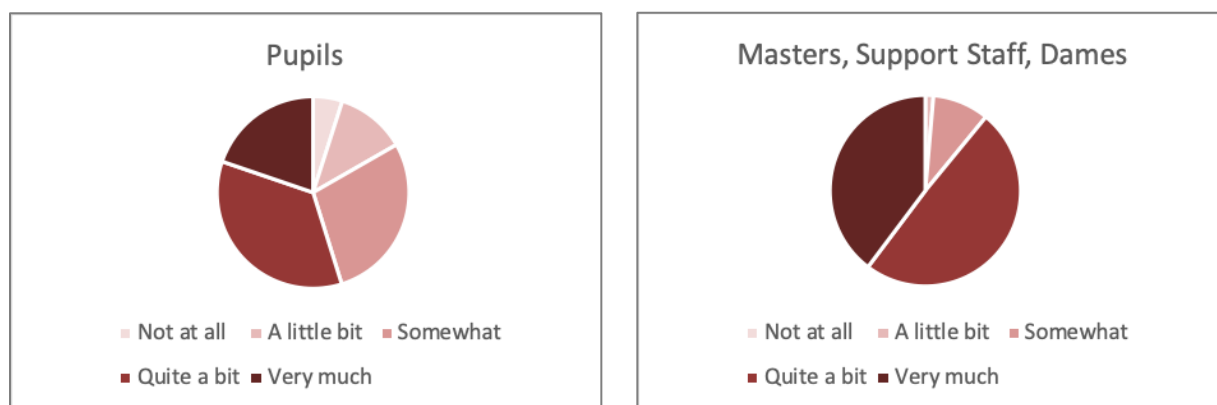 Pupils
Not at all A little bit Somewhat
Quite a bit Very much
Masters, Support Staff, Dames
Not at all A little bit Somewhat
Quite a bit Very much